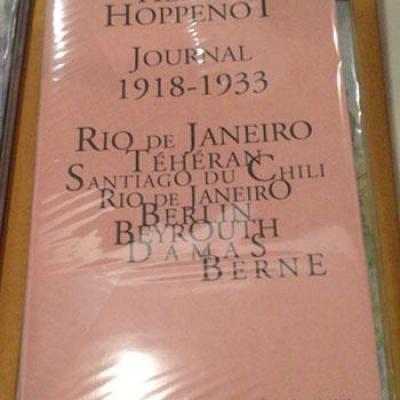 HOPPENOT
JOURNAL
1918-1933
RIO DE JANEIRO
TÉHÉRAN
SANTIAGO DU CHILI
RIO DE JANEIRO
BERLIN
BEYROUTH
DAMAS
BERNE